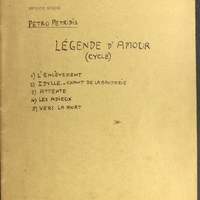 PETRO PETRIDIS
LÉGENDE D'AMOUR
(CYCLE)
1) L'ENLÈVEMENT
2) IDYLLE - CHANT DE LA
3) ATTENTE
4) LES ADIEUX
5) VERS LA MORT